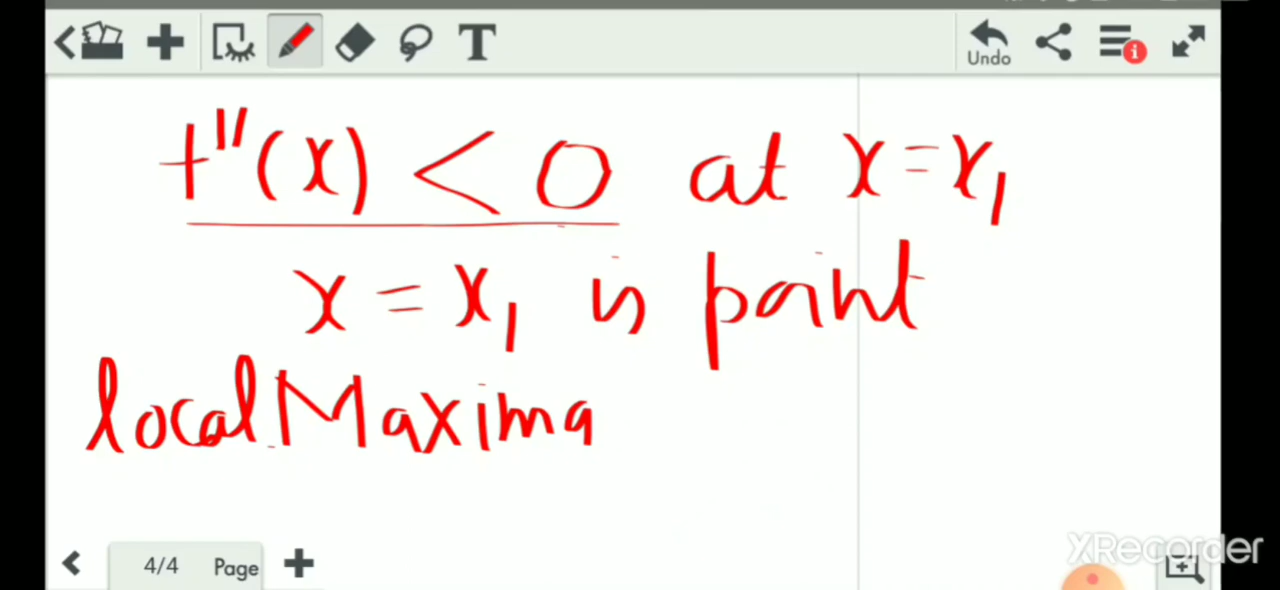 Undo
i
f''(x) < 0 at x = x₁
x = x₁ is point
local Maxima
4/4 Page
XRecorder